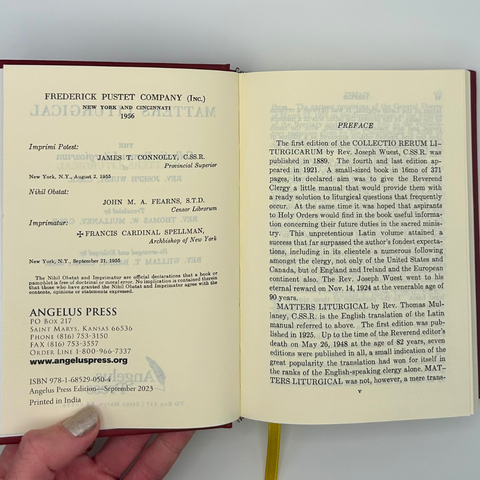 FREDERICK PUSTET COMPANY (INC.)
NEW YORK AND CINCINNATI
1956
Imprimi Potest:
JAMES T. CONNOLLY, C.SS.R.
Provincial Superior
New York, N.Y., August 2, 1955
Nihil Obstat:
JOHN M. A. FEARNS, S.T.D.
Censor Librorum
Imprimatur:
✠ FRANCIS CARDINAL SPELLMAN,
Archbishop of New York
New York, N.Y., September 21, 1955
The Nihil Obstat and Imprimatur are official declarations that a book or
pamphlet is free of doctrinal or moral error. No implication is contained therein
that those who have granted the Nihil Obstat and Imprimatur agree with the
contents, opinions or statements expressed.
ANGELUS PRESS
PO BOX 217
SAINT MARYS, KANSAS 66536
PHONE (816) 753-3150
FAX (816) 753-3557
ORDER LINE 1-800-966-7337
www.angeluspress.org
ISBN 978-1-68529-050-4
Angelus Press Edition—September 2023
Printed in India
PREFACE
The first edition of the COLLECTIO RERUM LI-
TURGICARUM by Rev. Joseph Wuest, C.SS.R. was
published in 1889. The fourth and last edition ap-
peared in 1921. A small-sized book in 16mo of 371
pages, its declared aim was to give the Reverend
Clergy a little manual that would provide them with
a ready solution to liturgical questions that frequently
occur. At the same time it was hoped that aspirants
to Holy Orders would find in the book useful infor-
mation concerning their future duties in the sacred minis-
try. This unpretentious Latin volume attained a
success that far surpassed the author's fondest expecta-
tions, including in its clientele a numerous following
amongst the clergy, not only of the United States and
Canada, but of England and Ireland and the European
continent also. The Rev. Joseph Wuest went to his
eternal reward on Nov. 14, 1924 at the venerable age of
90 years.
MATTERS LITURGICAL by Rev. Thomas Mul-
laney, C.SS.R. is the English translation of the Latin
manual referred to above. The first edition was pub-
lished in 1925. Up to the time of the Reverend editor's
death on May 26, 1948 at the age of 82 years, seven
editions were published in all, a small indication of the
great popularity the translation had won for itself in
the ranks of the English-speaking clergy alone. MAT-
TERS LITURGICAL was not, however, a mere trans-
v